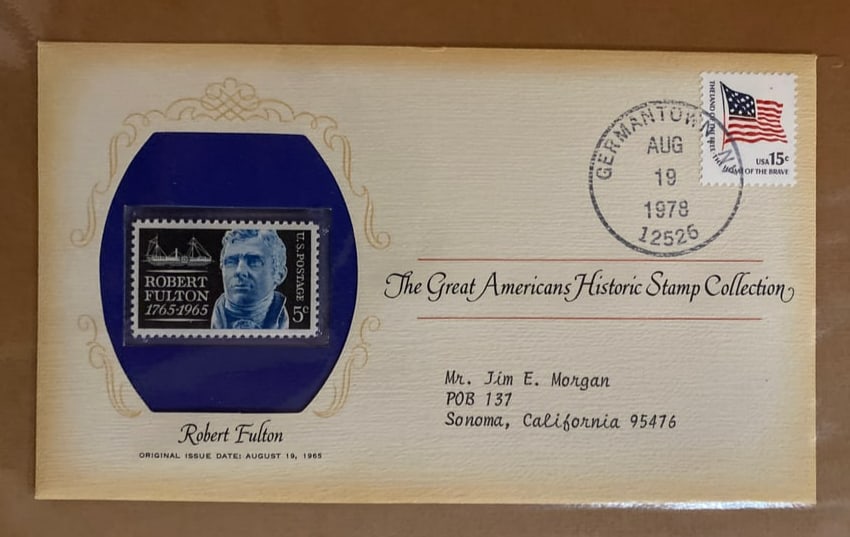 ROBERT
FULTON
1765-1965
U.S. POSTAGE
5c
Robert Fulton
ORIGINAL ISSUE DATE: AUGUST 19, 1965
GERMANTOWN NY
AUG
19
1978
12526
THE LAND OF THE FREE
THE HOME OF THE BRAVE
USA 15c
The Great Americans Historic Stamp Collection
Mr. Jim E. Morgan
POB 137
Sonoma, California 95476